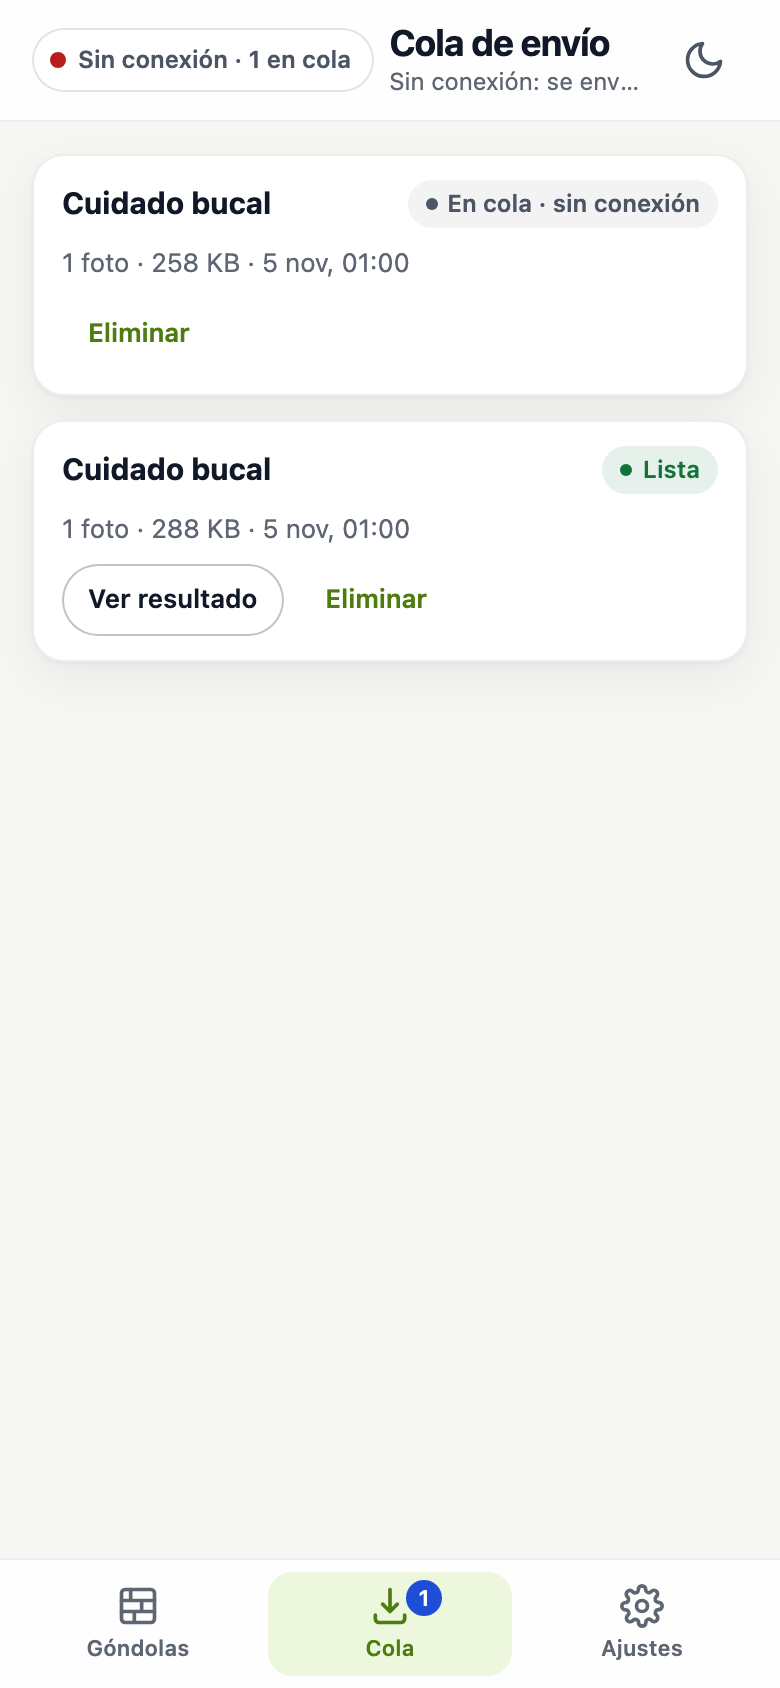 Sin conexión · 1 en cola
Cola de envío
Sin conexión: se env...
Cuidado bucal
En cola · sin conexión
1 foto · 258 KB · 5 nov, 01:00
Eliminar
Cuidado bucal
Lista
1 foto · 288 KB · 5 nov, 01:00
Ver resultado
Eliminar
1
Góndolas
Cola
Ajustes